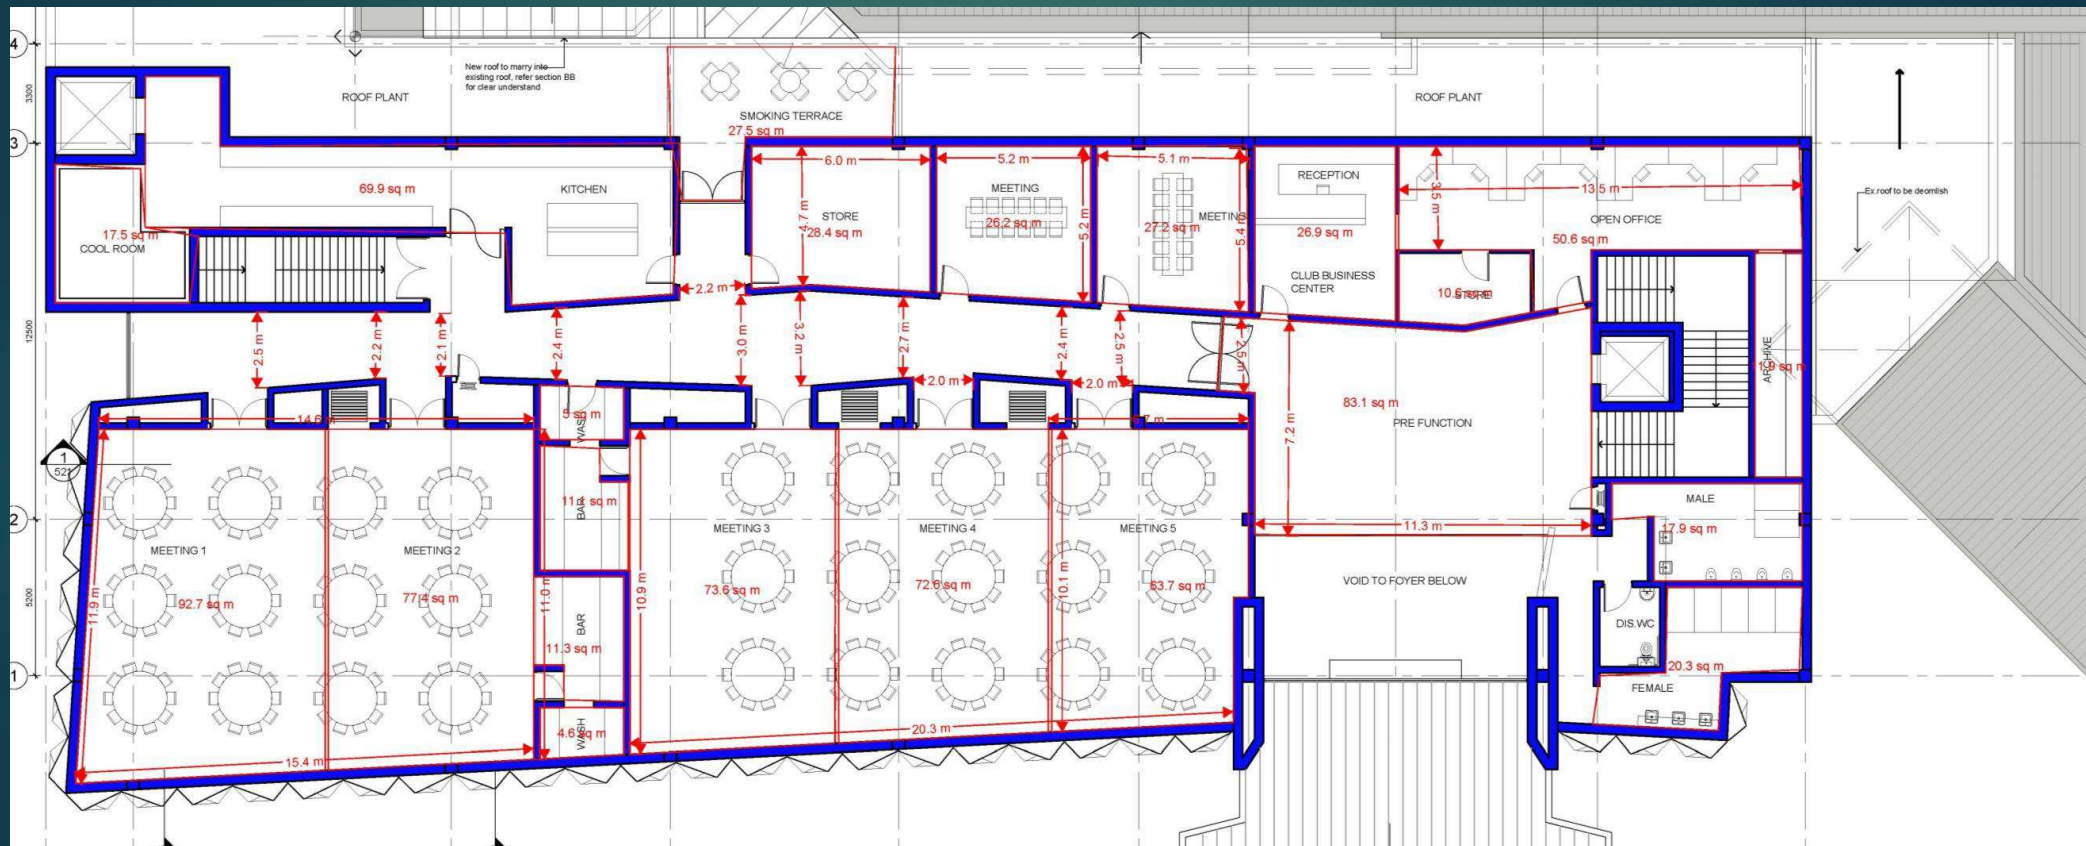 4
3300
3
12500
2
5200
1
New roof to marry into
existing roof, refer section BB
for clear understand
ROOF PLANT
SMOKING TERRACE
27.5 sq m
ROOF PLANT
Ex.roof to be deomlish
69.9 sq m
KITCHEN
17.5 sq m
COOL ROOM
6.0 m
4.7 m
STORE
28.4 sq m
5.2 m
MEETING
26.2 sq m
5.2 m
5.1 m
MEETING
27.2 sq m
5.4 m
RECEPTION
26.9 sq m
CLUB BUSINESS
CENTER
3.5 m
13.5 m
OPEN OFFICE
50.6 sq m
STORE
ARCHIVE
2.2 m
2.5 m
2.2 m
2.1 m
2.4 m
3.0 m
3.2 m
2.7 m
2.4 m
2.5 m
2.5 m
2.0 m
2.0 m
1
14.6 m
5 sq m
WASH
83.1 sq m
PRE FUNCTION
7.2 m
11.3 m
MALE
17.9 sq m
11.9 m
MEETING 1
92.7 sq m
MEETING 2
77.4 sq m
15.4 m
BAR
11.0 m
BAR
11.3 sq m
4.6 sq m
WASH
10.9 m
MEETING 3
73.6 sq m
MEETING 4
72.6 sq m
10.1 m
MEETING 5
63.7 sq m
20.3 m
VOID TO FOYER BELOW
DIS.WC
20.3 sq m
FEMALE